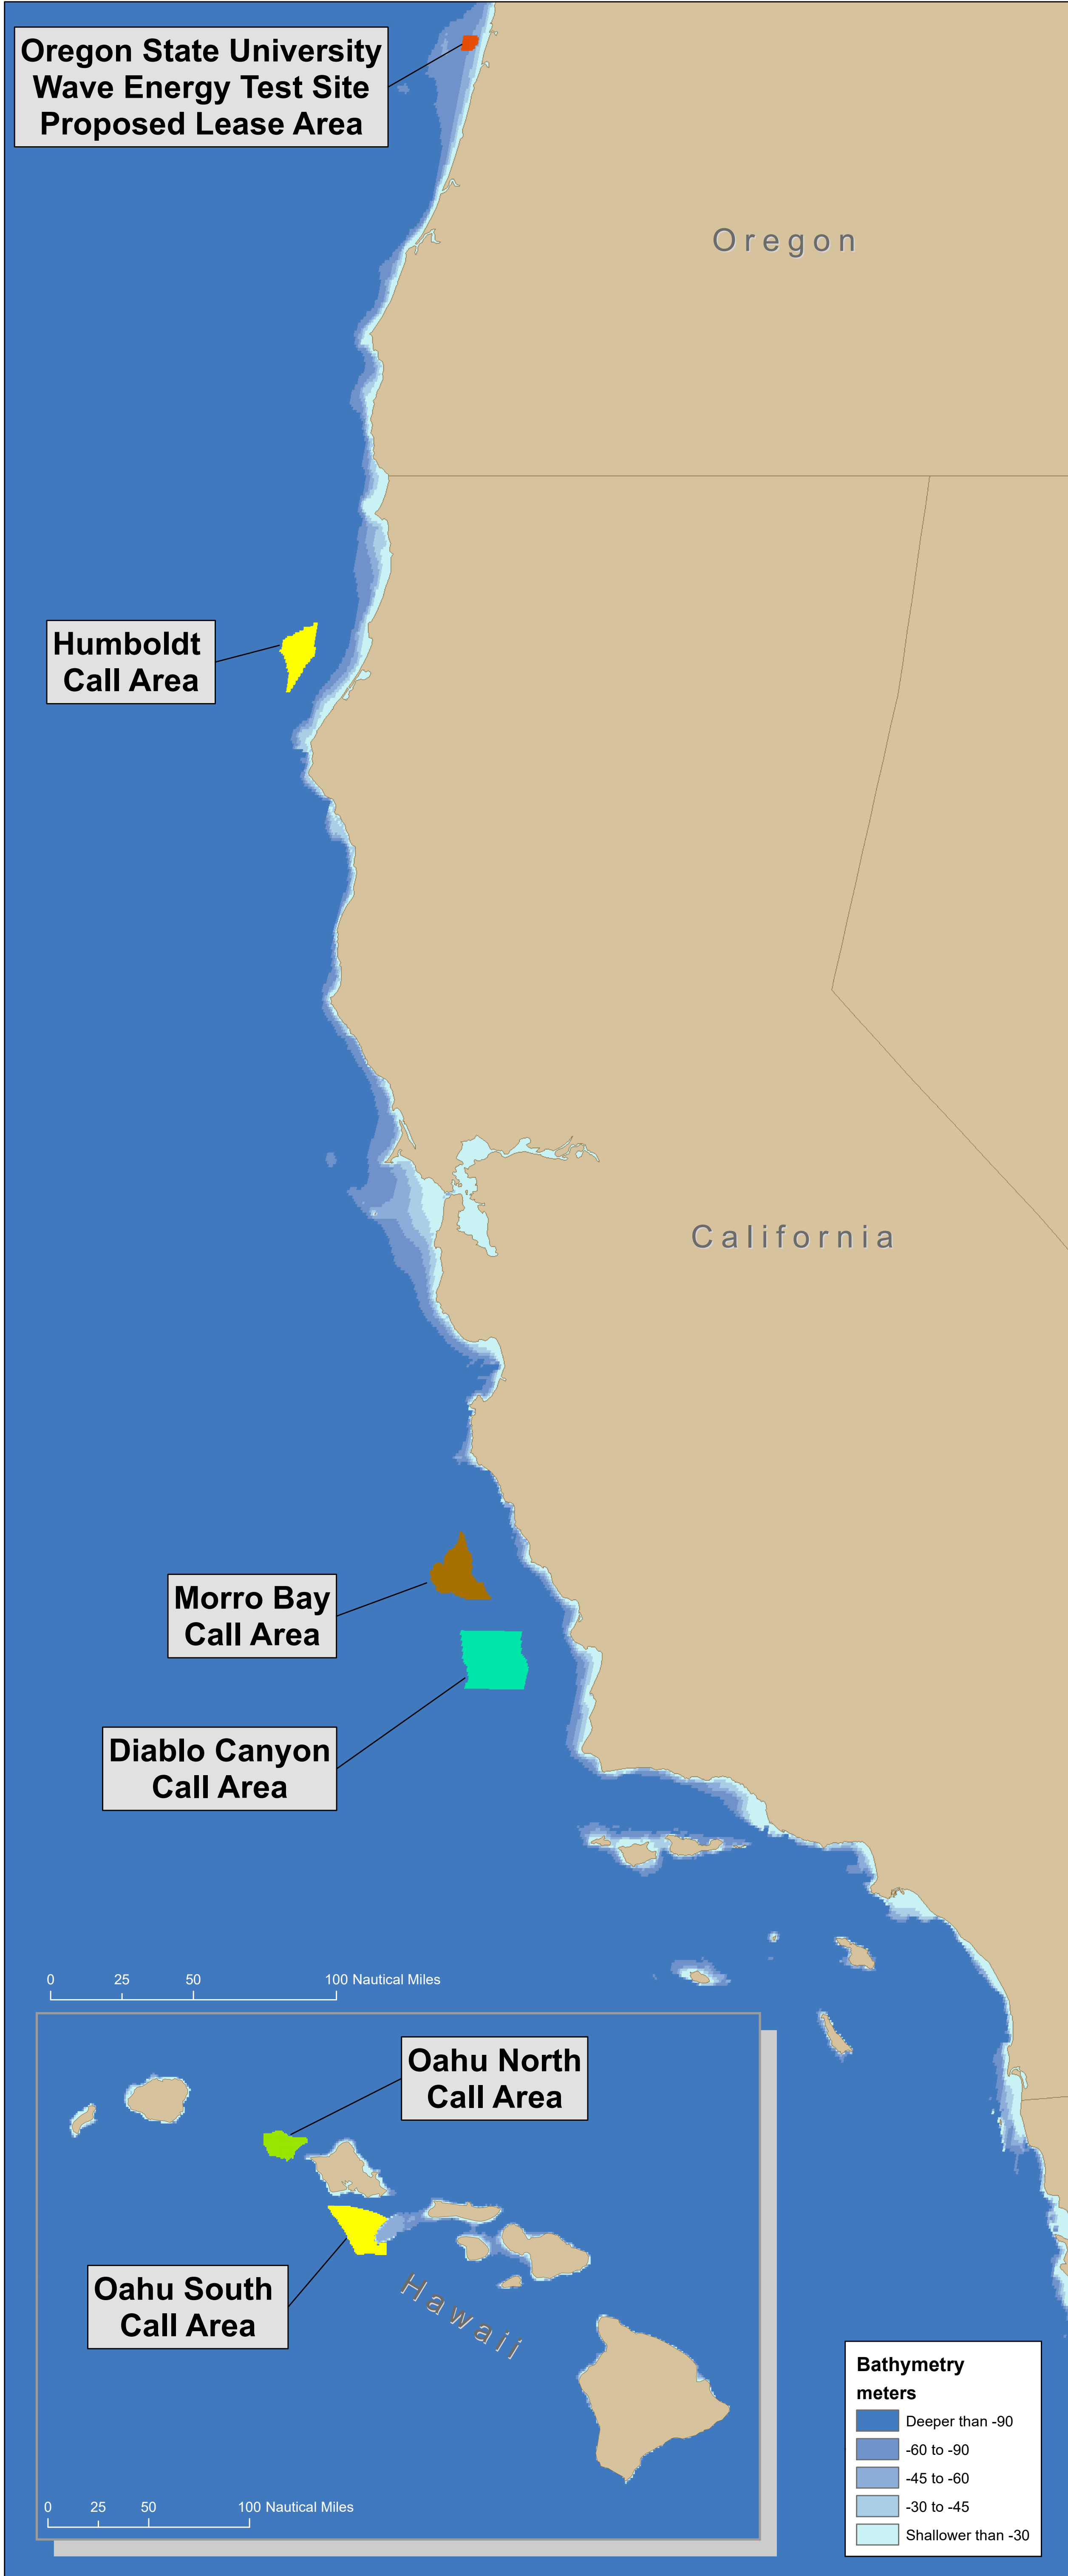 Oregon State University
Wave Energy Test Site
Proposed Lease Area
Oregon
Humboldt
Call Area
California
Morro Bay
Call Area
Diablo Canyon
Call Area
0 25 50 100 Nautical Miles
Oahu North
Call Area
Oahu South
Call Area
Hawaii
0 25 50 100 Nautical Miles
Bathymetry
meters
Deeper than -90
-60 to -90
-45 to -60
-30 to -45
Shallower than -30